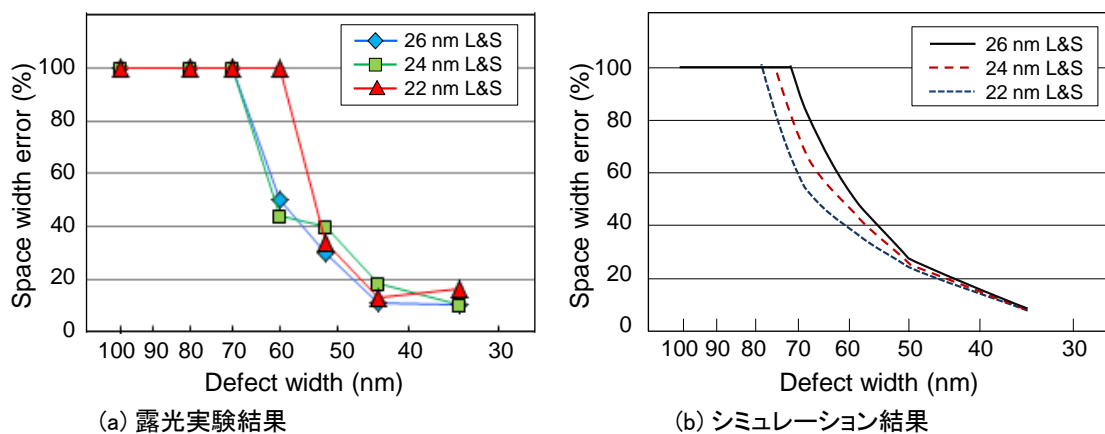 26 nm L&S
24 nm L&S
22 nm L&S
Space width error (%)
100
80
60
40
20
0
100 90 80 70 60 50 40 30
Defect width (nm)
(a) 露光実験結果
26 nm L&S
24 nm L&S
22 nm L&S
Space width error (%)
100
80
60
40
20
0
100 90 80 70 60 50 40 30
Defect width (nm)
(b) シミュレーション結果